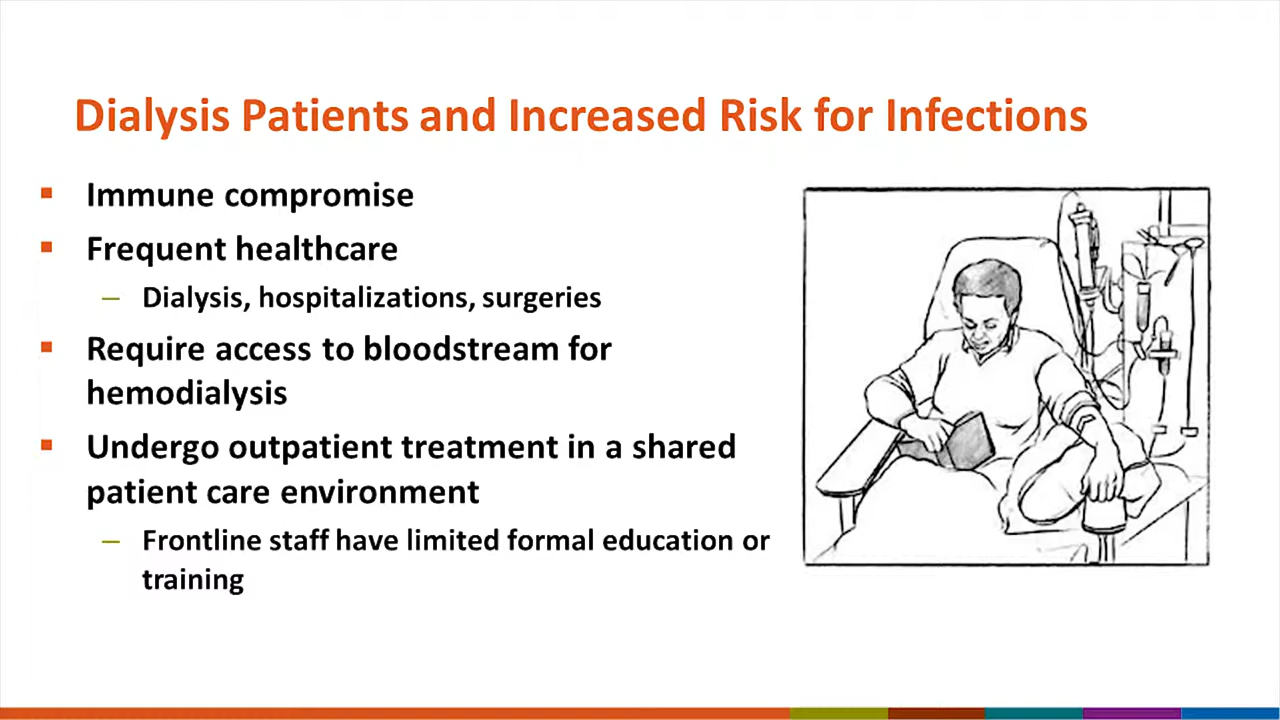 Dialysis Patients and Increased Risk for Infections
▪ Immune compromise
▪ Frequent healthcare
– Dialysis, hospitalizations, surgeries
▪ Require access to bloodstream for
hemodialysis
▪ Undergo outpatient treatment in a shared
patient care environment
– Frontline staff have limited formal education or
training